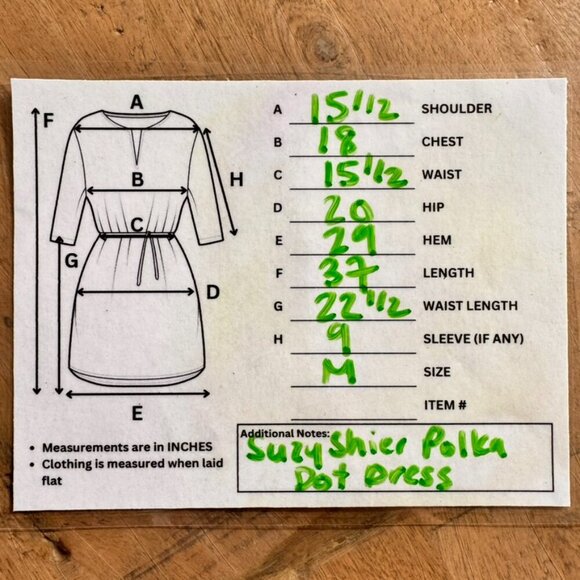 A 15 1/2 SHOULDER
B 18 CHEST
C 15 1/2 WAIST
D 20 HIP
E 29 HEM
F 37 LENGTH
G 22 1/2 WAIST LENGTH
H 9 SLEEVE (IF ANY)
M SIZE
ITEM #
A
F
B
H
C
G
D
E
• Measurements are in INCHES
• Clothing is measured when laid
flat
Additional Notes:
Suzy Shier Polka
Dot Dress